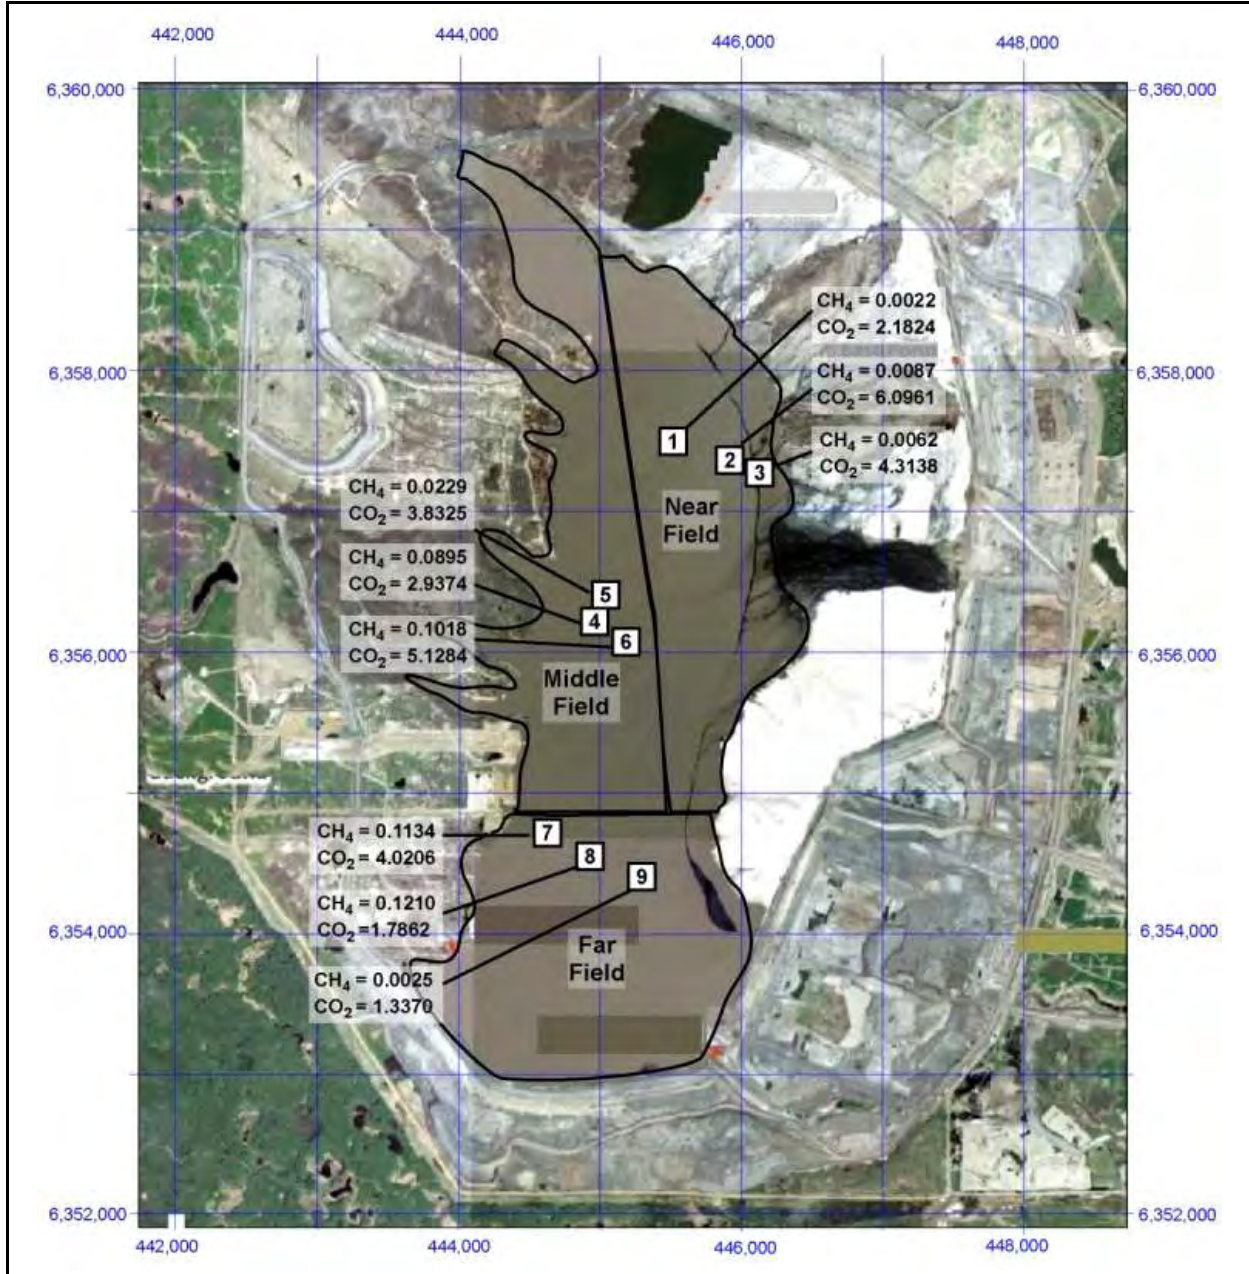 442,000
444,000
446,000
448,000
6,360,000
6,360,000
CH4 = 0.0022
CO2 = 2.1824
6,358,000
6,358,000
CH4 = 0.0087
CO2 = 6.0961
1
2
3
CH4 = 0.0062
CO2 = 4.3138
CH4 = 0.0229
CO2 = 3.8325
Near
Field
CH4 = 0.0895
CO2 = 2.9374
5
4
6
CH4 = 0.1018
CO2 = 5.1284
6,356,000
6,356,000
Middle
Field
CH4 = 0.1134
CO2 = 4.0206
7
8
9
CH4 = 0.1210
CO2 =1.7862
6,354,000
6,354,000
Far
Field
CH4 = 0.0025
CO2 = 1.3370
6,352,000
6,352,000
442,000
444,000
446,000
448,000